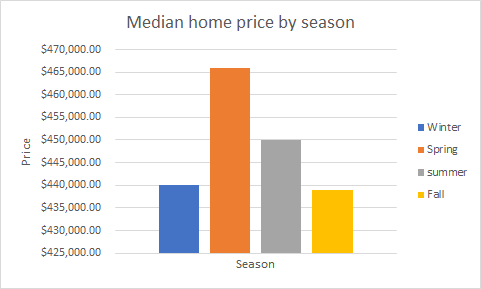 Median home price by season
$470,000.00
$465,000.00
$460,000.00
$455,000.00
$450,000.00
$445,000.00
$440,000.00
$435,000.00
$430,000.00
$425,000.00
Price
Season
Winter
Spring
summer
Fall